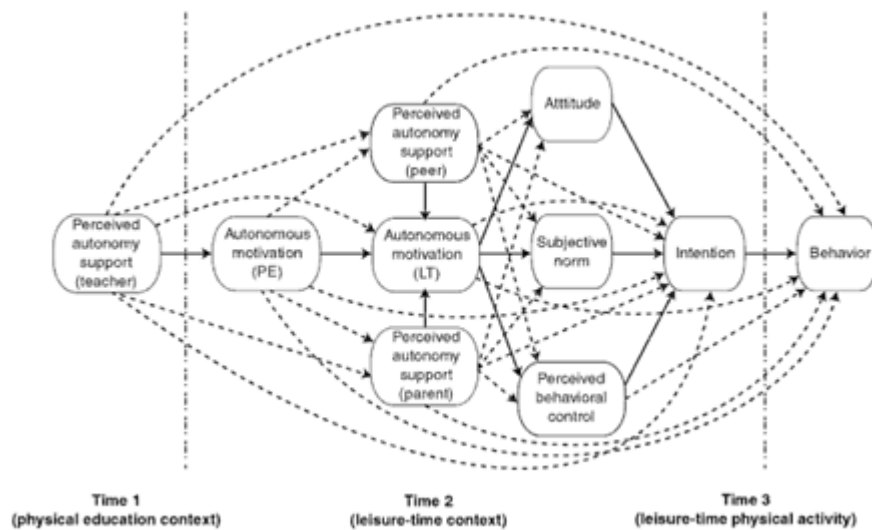 Perceived
autonomy
support
(teacher)
Autonomous
motivation
(PE)
Perceived
autonomy
support
(peer)
Autonomous
motivation
(LT)
Perceived
autonomy
support
(parent)
Atttitude
Subjective
norm
Perceived
behavioral
control
Intention
Behavior
Time 1
(physical education context)
Time 2
(leisure-time context)
Time 3
(leisure-time physical activity)